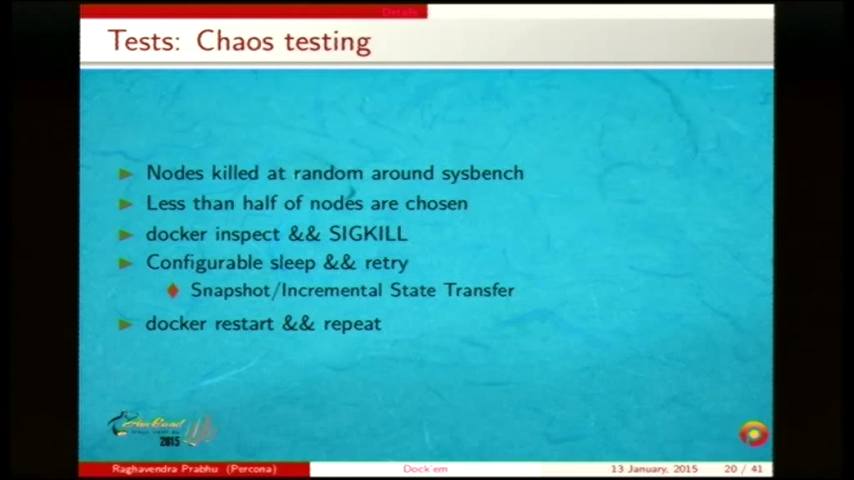 Details
Tests: Chaos testing
Nodes killed at random around sysbench
Less than half of nodes are chosen
docker inspect && SIGKILL
Configurable sleep && retry
Snapshot/Incremental State Transfer
docker restart && repeat
2015
Raghavendra Prabhu (Percona)
Dock'em
13 January, 2015
20 / 41